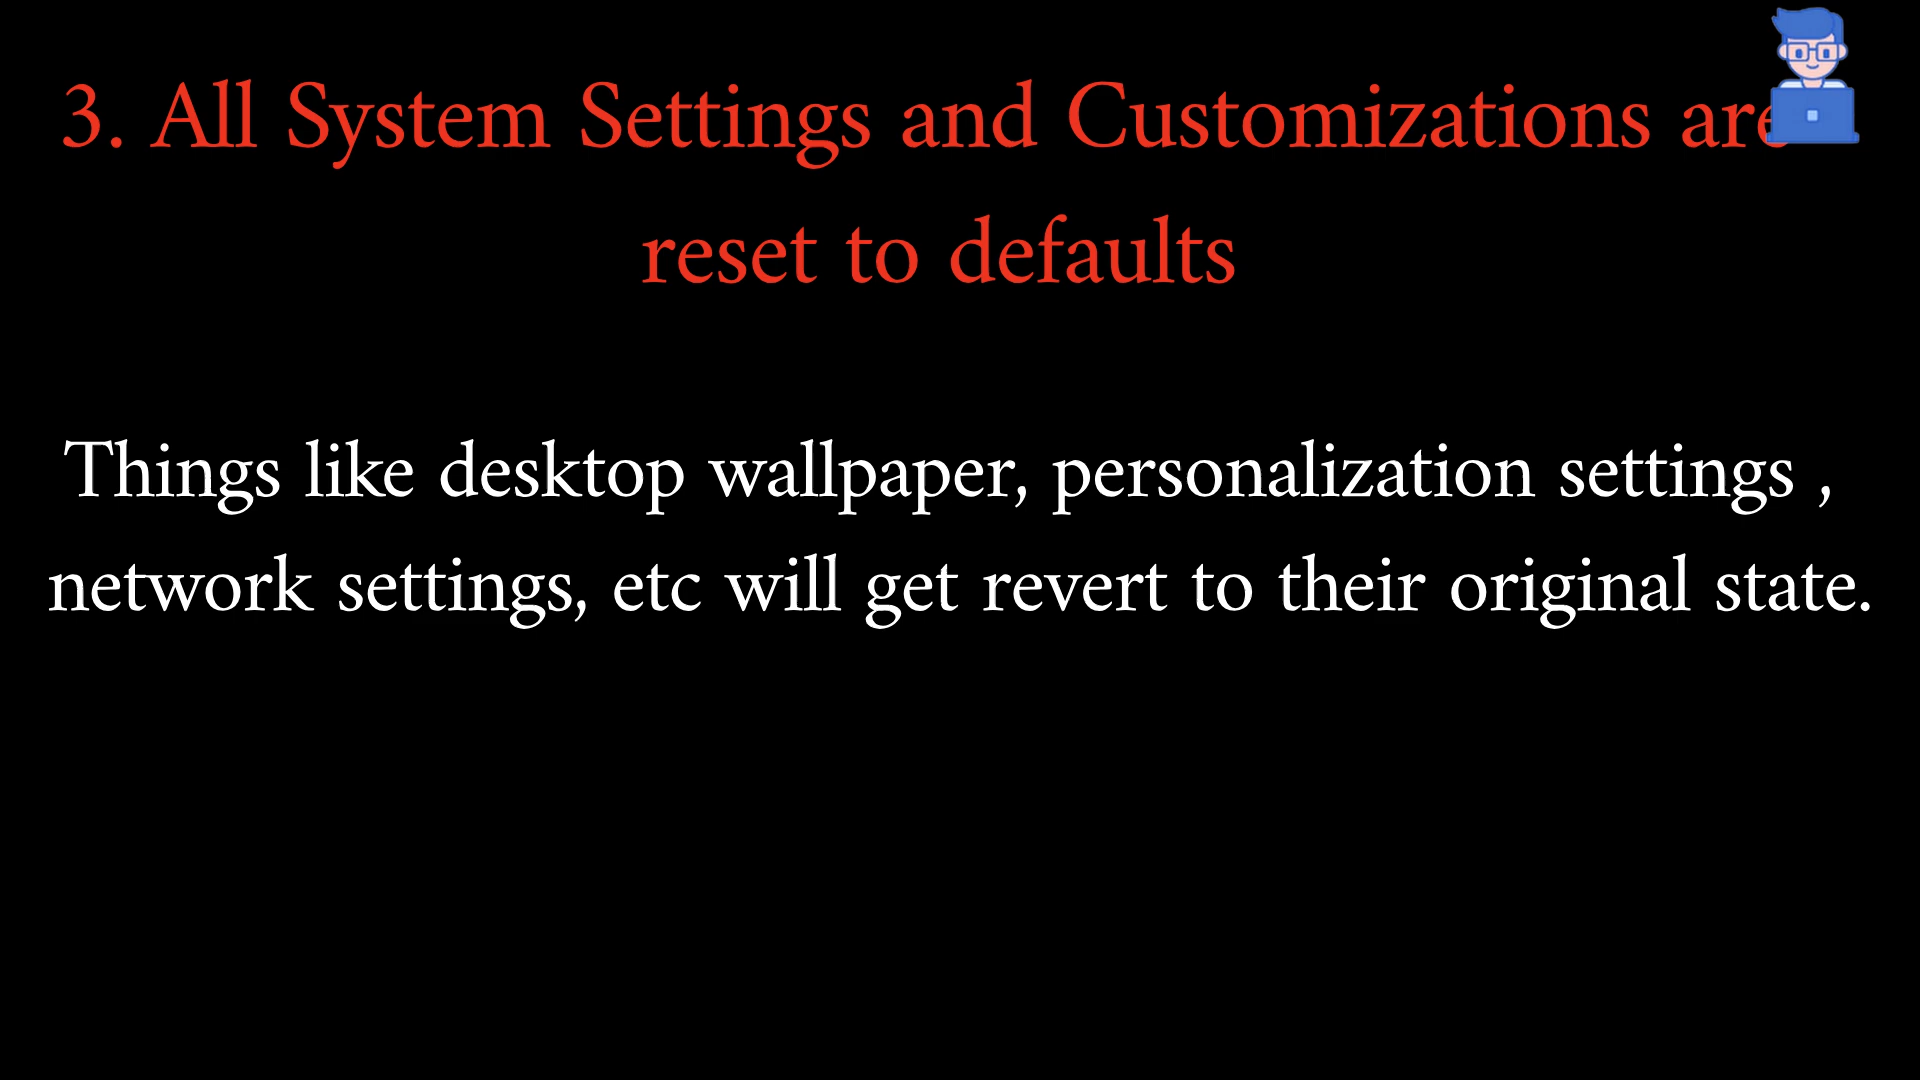 3. All System Settings and Customizations are
reset to defaults
Things like desktop wallpaper, personalization settings ,
network settings, etc will get revert to their original state.